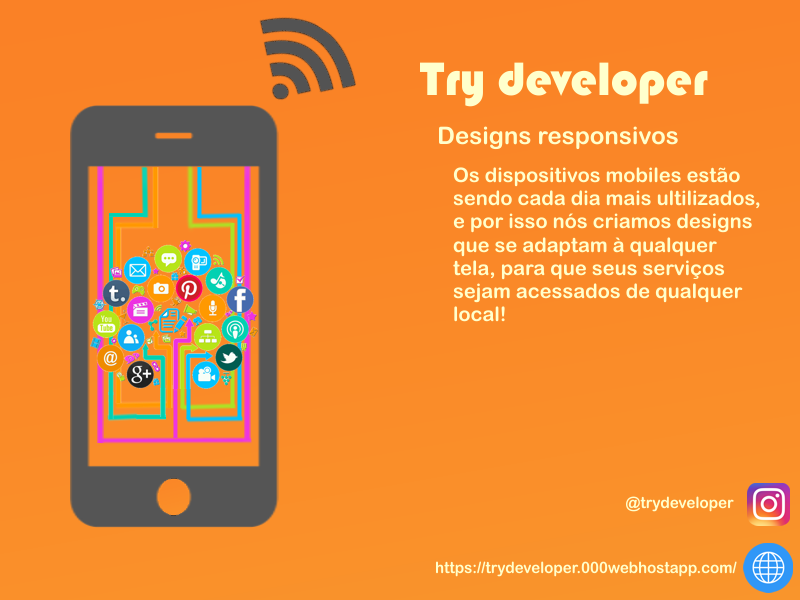 Try developer
Designs responsivos
Os dispositivos mobiles estão
sendo cada dia mais ultilizados,
e por isso nós criamos designs
que se adaptam à qualquer
tela, para que seus serviços
sejam acessados de qualquer
local!
t.
f
You
Tube
@
g+
@trydeveloper
https://trydeveloper.000webhostapp.com/